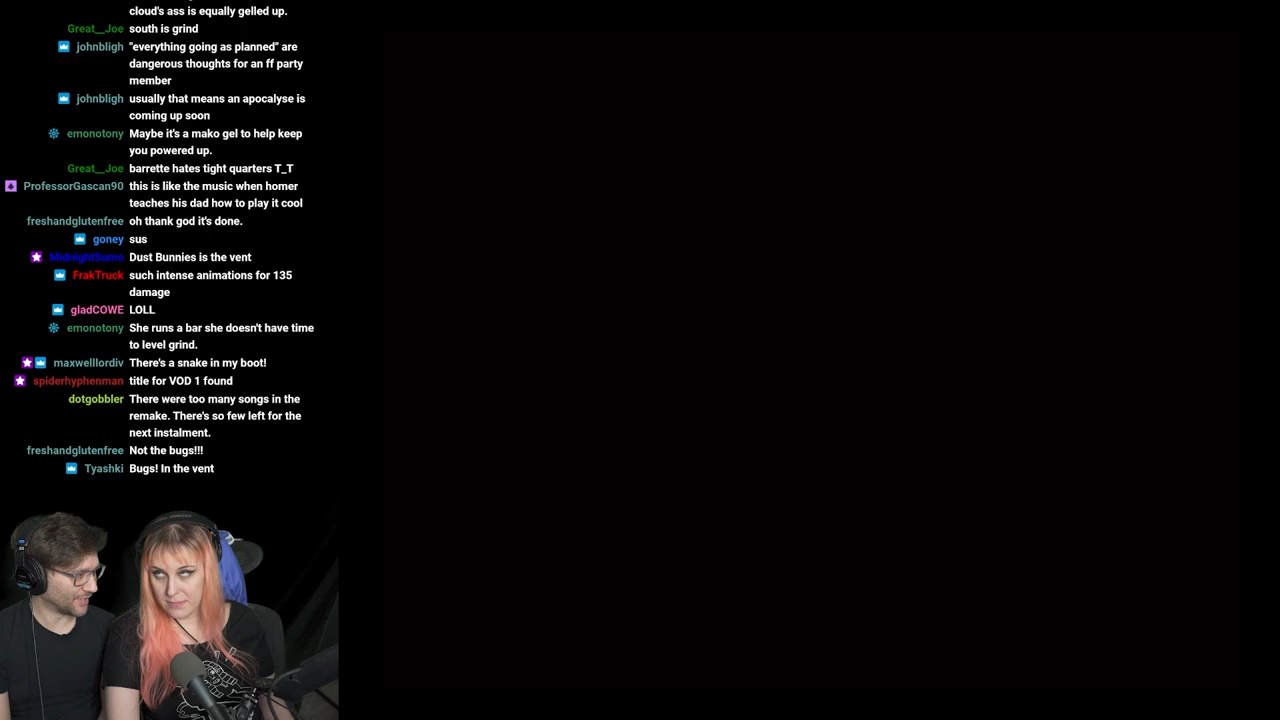 cloud's ass is equally gelled up.
Great__Joe south is grind
johnbligh "everything going as planned" are
dangerous thoughts for an ff party
member
johnbligh usually that means an apocalyse is
coming up soon
emonotony Maybe it's a mako gel to help keep
you powered up.
Great__Joe barrette hates tight quarters T_T
ProfessorGascan90 this is like the music when homer
teaches his dad how to play it cool
freshandglutenfree oh thank god it's done.
goney sus
MidnightSumo Dust Bunnies is the vent
FrakTruck such intense animations for 135
damage
gladCOWE LOLL
emonotony She runs a bar she doesn't have time
to level grind.
maxwelllordiv There's a snake in my boot!
spiderhyphenman title for VOD 1 found
dotgobbler There were too many songs in the
remake. There's so few left for the
next instalment.
freshandglutenfree Not the bugs!!!
Tyashki Bugs! In the vent